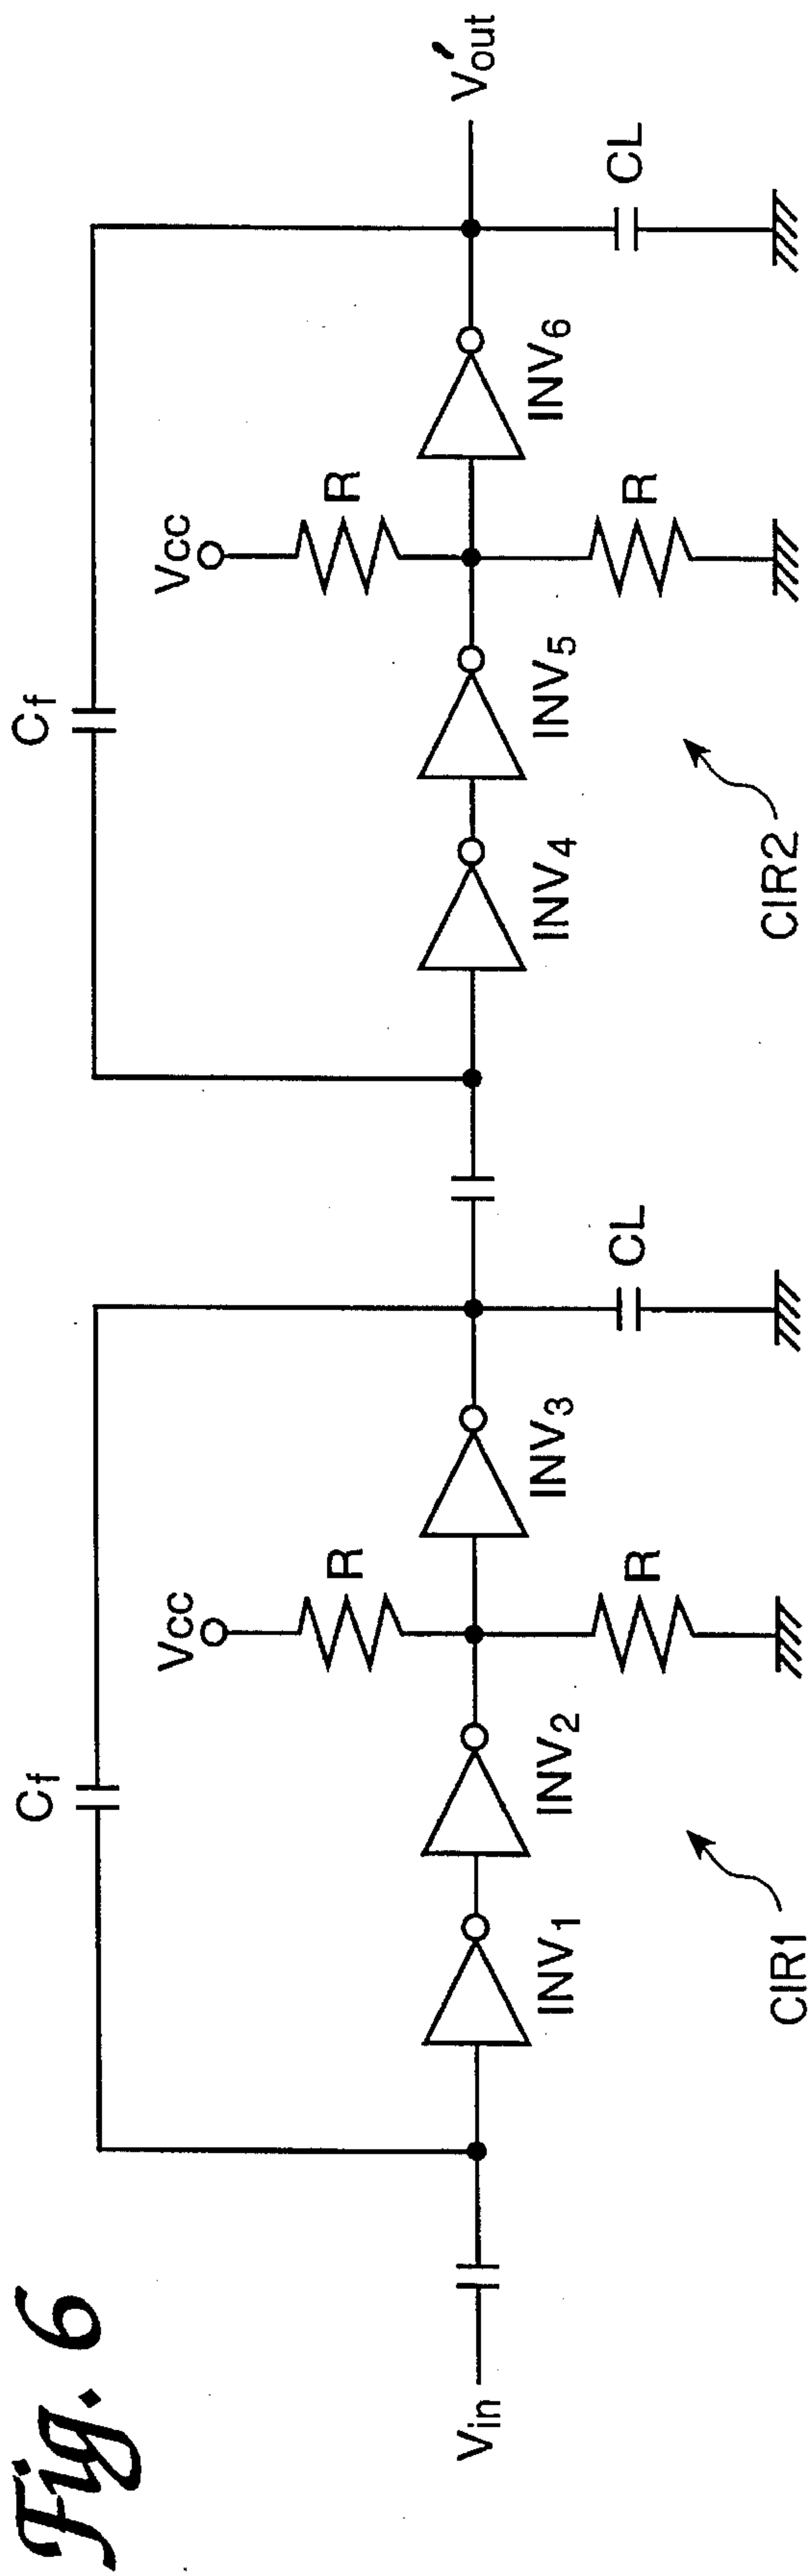 Fig. 6
Cf
Cf
Vcc
R
Vcc
R
Vin
INV1
INV2
INV3
INV4
INV5
INV6
V'out
R
CL
R
CL
CIR1
CIR2